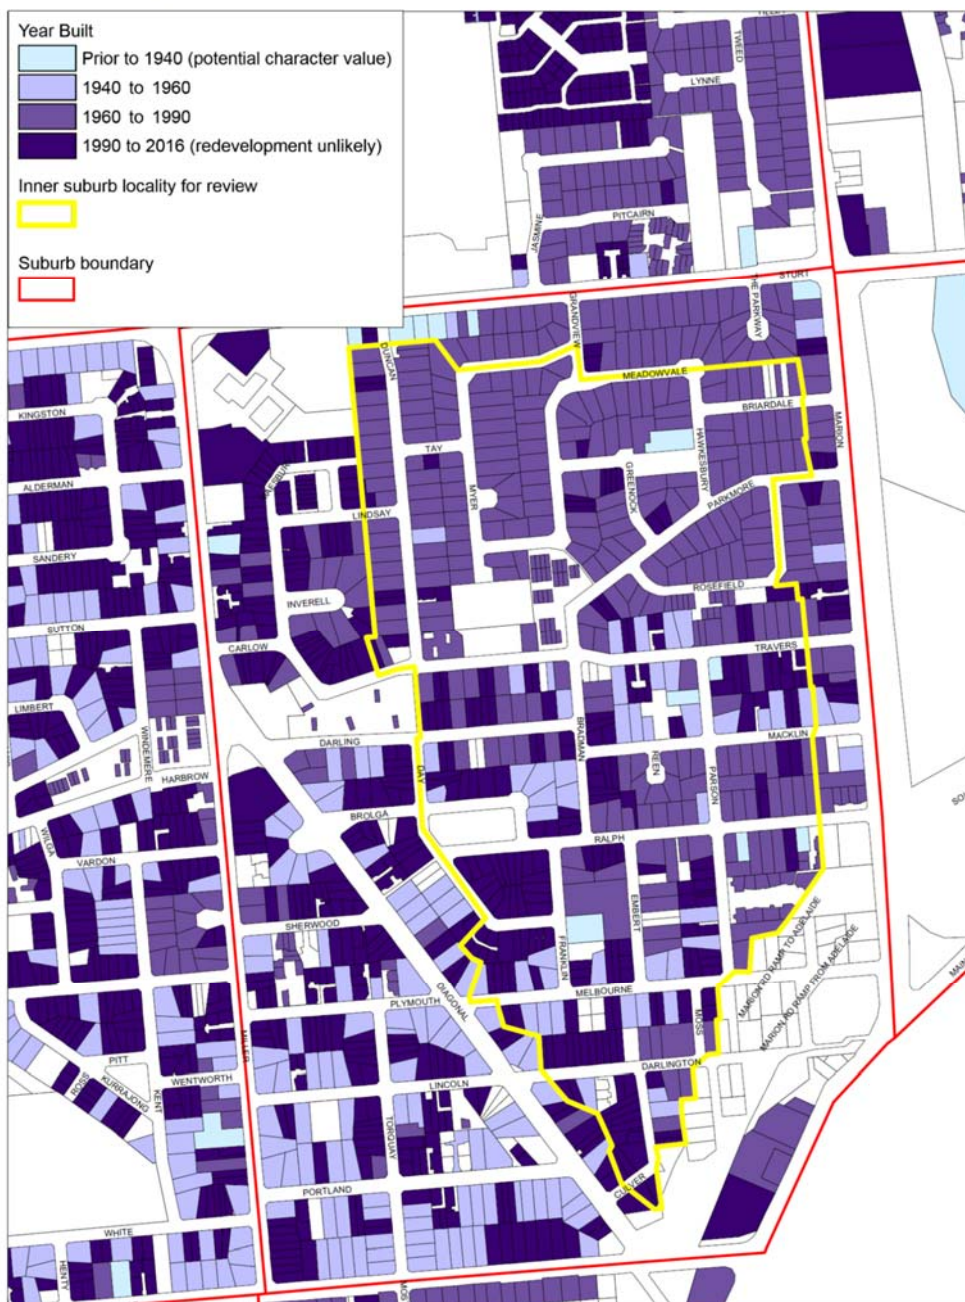 Year Built
Prior to 1940 (potential character value)
1940 to 1960
1960 to 1990
1990 to 2016 (redevelopment unlikely)
Inner suburb locality for review
Suburb boundary
TWEED
LYNNE
PITCAIRN
JASMINE
STURT
GRANDVIEW
THE PARKWAY
DUNCAN
MEADOWVALE
KINGSTON
BRIARDALE
MARION
TAY
HAWKESBURY
ALDERMAN
GREENOCK
MYER
PARKMORE
LINDSAY
SANDERY
ROSEFIELD
INVERELL
SUTTON
CARLOW
TRAVERS
LIMBERT
WINDEMERE
BRADMAN
MACKLIN
DARLING
REEN
DAY
PARSON
HARBROW
BROLGA
WILGA
RALPH
VARDON
EMBERT
SHERWOOD
FRANKLIN
MARION RD RAMP TO ADELAIDE
MARION RD RAMP FROM ADELAIDE
MELBOURNE
PLYMOUTH
DIAGONAL
MOSS
MILLER
PITT
DARLINGTON
WENTWORTH
LINCOLN
ROSS
KURRAJONG
KENT
TORQUAY
PORTLAND
CULVER
WHITE
HENTY